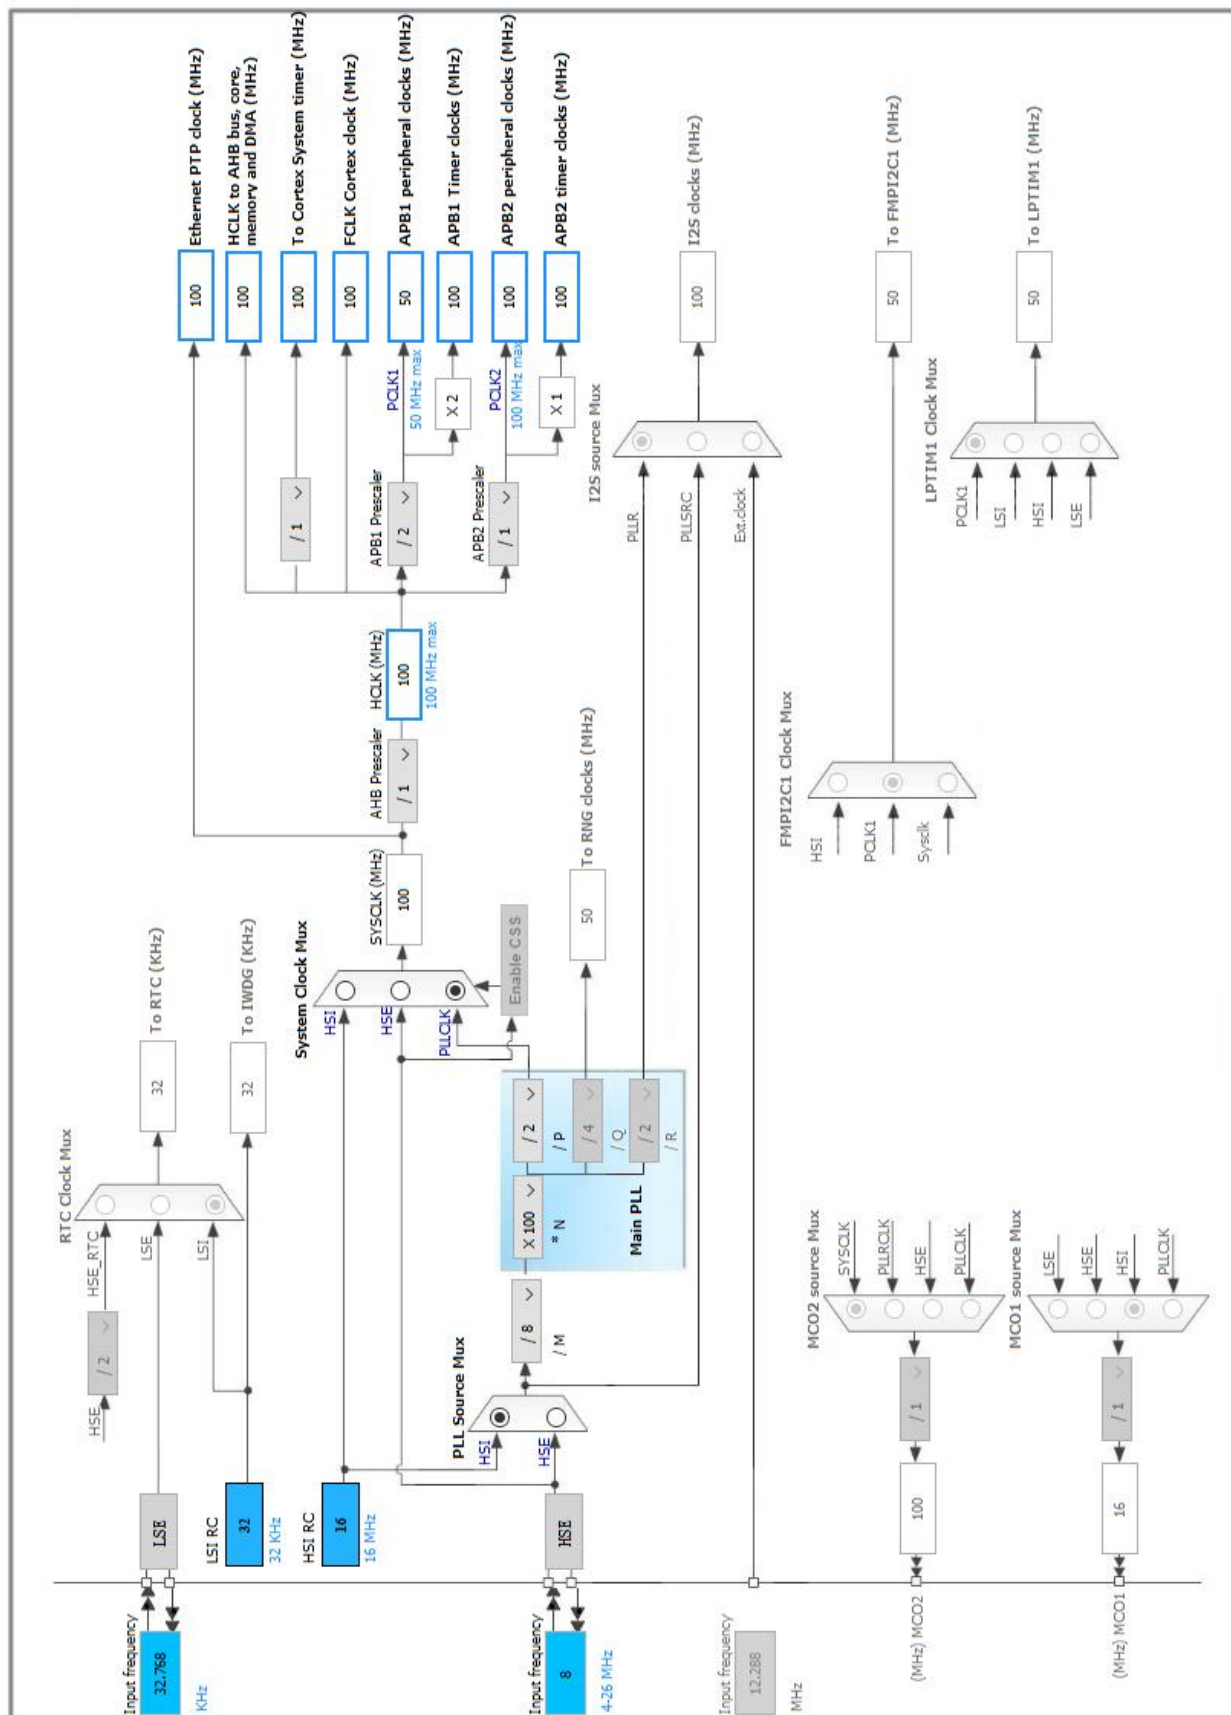 RTC Clock Mux
HSE
/ 2
HSE_RTC
LSE
LSI
32
To RTC (KHz)
32
To IWDG (KHz)
Input frequency
32.768
KHz
LSE
LSI RC
32
32 KHz
HSI RC
16
16 MHz
Input frequency
8
4-26 MHz
HSE
PLL Source Mux
HSI
HSE
/ 8
/ M
X 100
* N
/ 2
/ P
/ 4
/ Q
/ 2
/ R
Main PLL
System Clock Mux
HSI
HSE
PLLCLK
Enable CSS
SYSCLK (MHz)
100
AHB Prescaler
/ 1
HCLK (MHz)
100
100 MHz max
100
Ethernet PTP clock (MHz)
100
HCLK to AHB bus, core,
memory and DMA (MHz)
/ 1
100
To Cortex System timer (MHz)
100
FCLK Cortex clock (MHz)
APB1 Prescaler
/ 2
PCLK1
50 MHz max
50
APB1 peripheral clocks (MHz)
X 2
100
APB1 Timer clocks (MHz)
APB2 Prescaler
/ 1
PCLK2
100 MHz max
100
APB2 peripheral clocks (MHz)
X 1
100
APB2 timer clocks (MHz)
50
To RNG clocks (MHz)
I2S source Mux
PLLR
PLLSRC
Ext.clock
100
I2S clocks (MHz)
Input frequency
12.288
MHz
FMPI2C1 Clock Mux
HSI
PCLK1
Sysclk
50
To FMPI2C1 (MHz)
LPTIM1 Clock Mux
PCLK1
LSI
HSI
LSE
50
To LPTIM1 (MHz)
MCO2 source Mux
SYSCLK
PLLRCLK
HSE
PLLCLK
/ 1
100
(MHz) MCO2
MCO1 source Mux
LSE
HSE
HSI
PLLCLK
/ 1
16
(MHz) MCO1